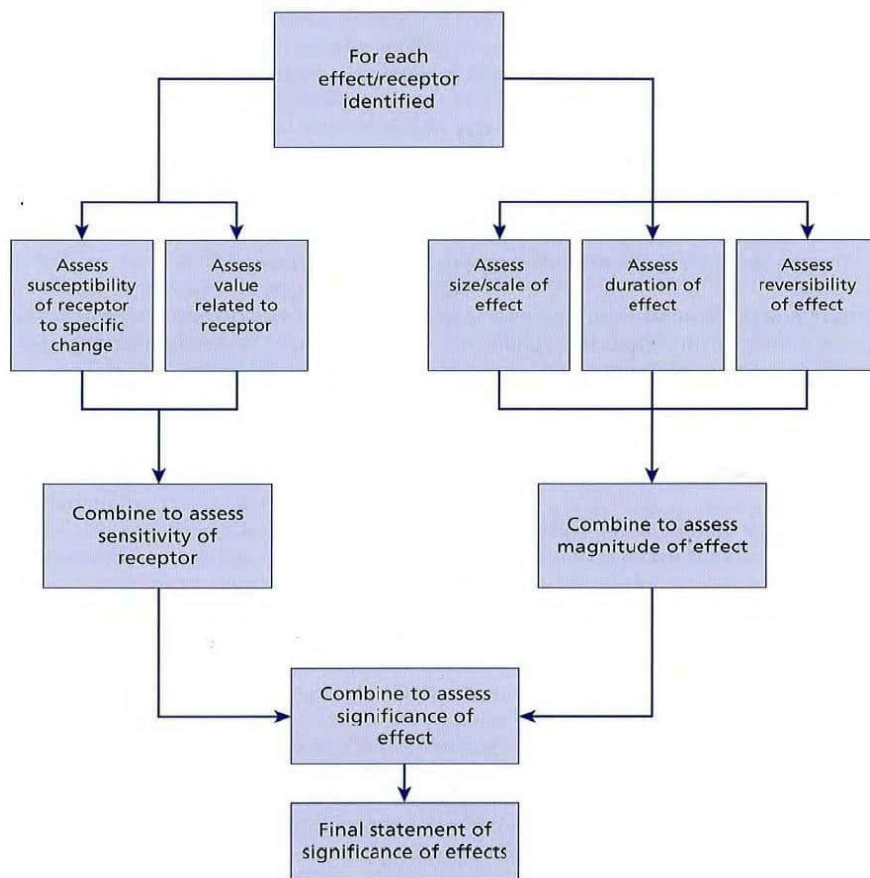 For each
effect/receptor
identified
Assess
susceptibility
of receptor
to specific
change
Assess
value
related to
receptor
Assess
size/scale of
effect
Assess
duration of
effect
Assess
reversibility
of effect
Combine to assess
sensitivity of
receptor
Combine to assess
magnitude of effect
Combine to assess
significance of
effect
Final statement of
significance of effects